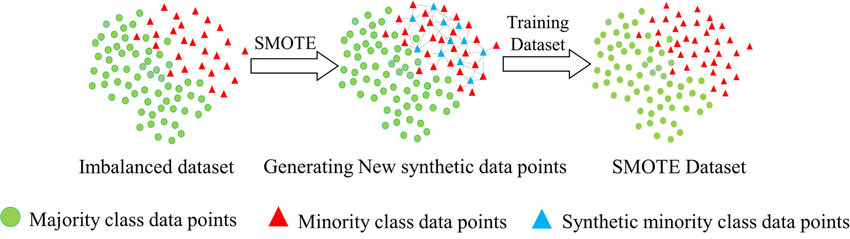 SMOTE
Training
Dataset
Imbalanced dataset
Generating New synthetic data points
SMOTE Dataset
Majority class data points
Minority class data points
Synthetic minority class data points